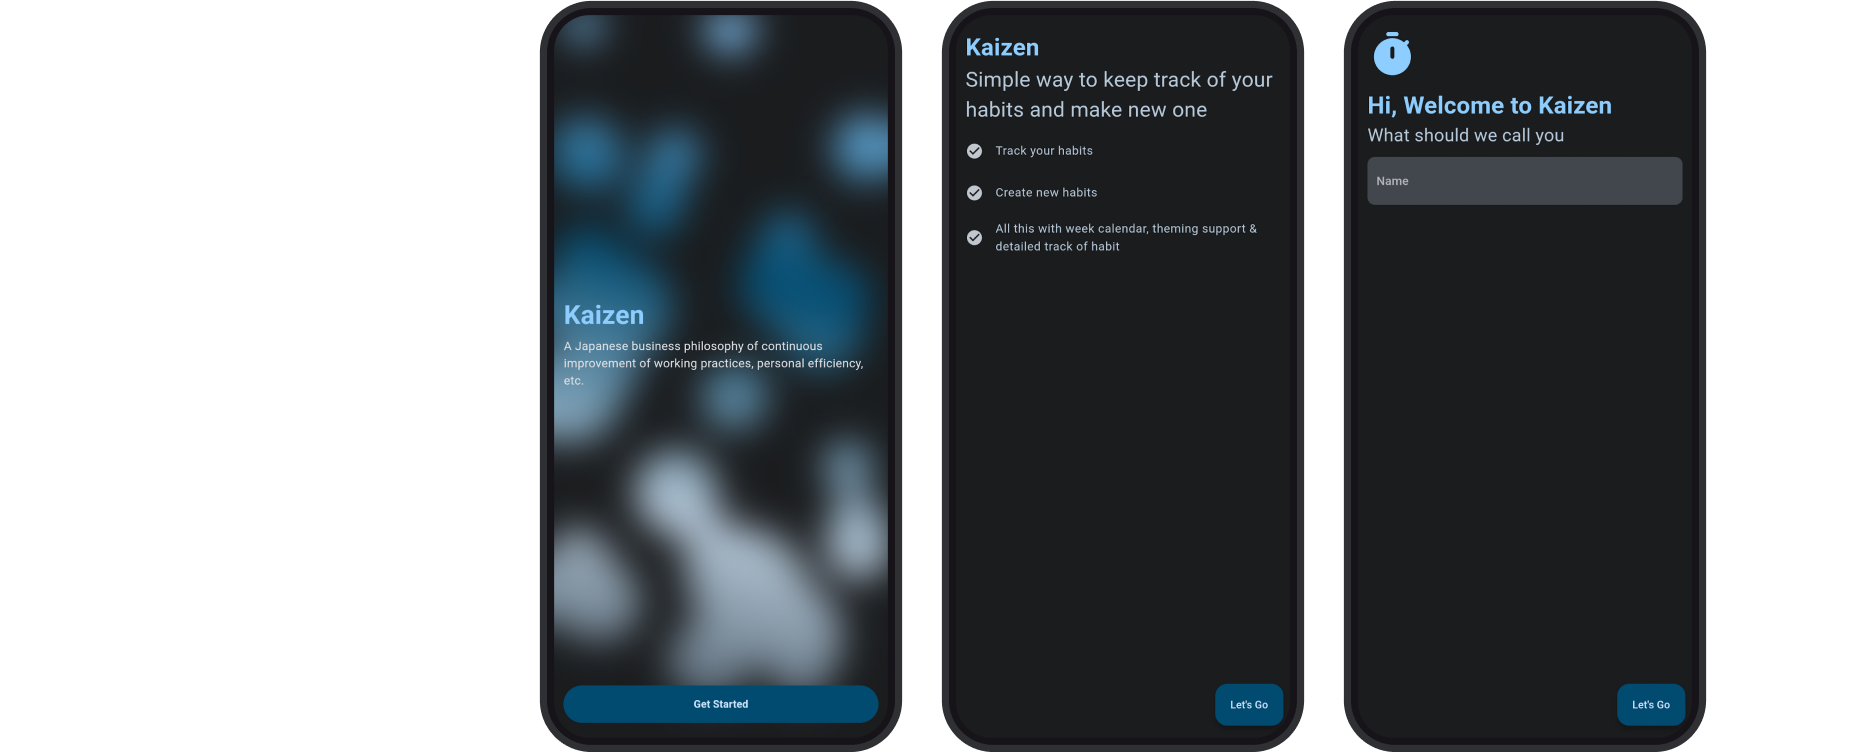 Kaizen
A Japanese business philosophy of continuous
improvement of working practices, personal efficiency,
etc.
Get Started
Kaizen
Simple way to keep track of your
habits and make new one
Track your habits
Create new habits
All this with week calendar, theming support &
detailed track of habit
Let's Go
Hi, Welcome to Kaizen
What should we call you
Name
Let's Go